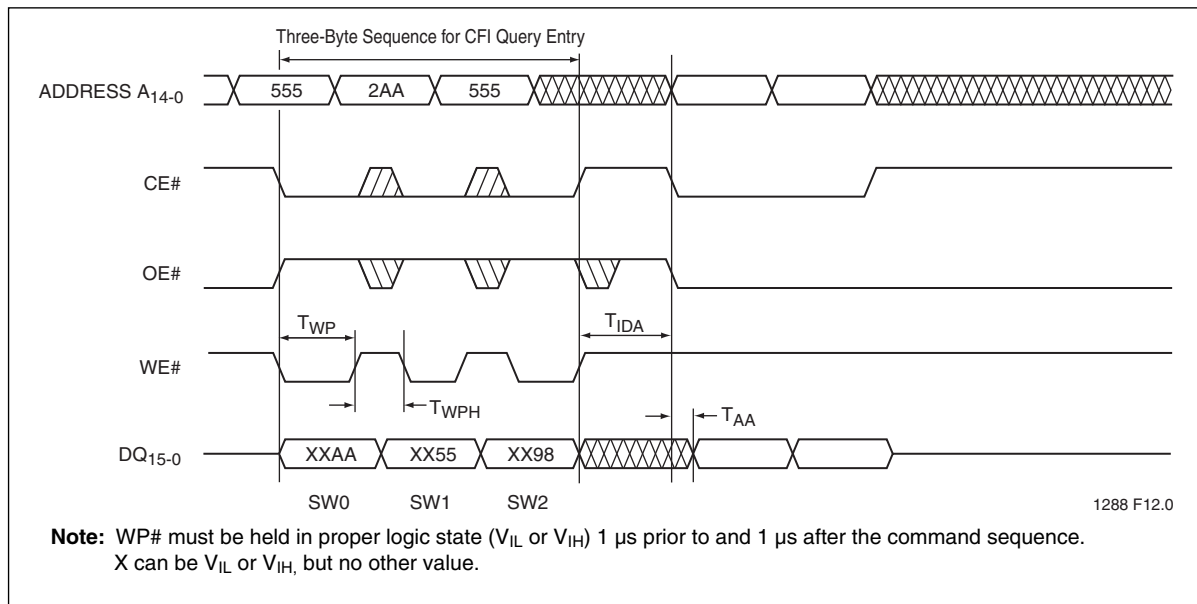 Three-Byte Sequence for CFI Query Entry
ADDRESS A14-0
555
2AA
555
CE#
OE#
TWP
TIDA
WE#
TWPH
TAA
DQ15-0
XXAA
XX55
XX98
SW0
SW1
SW2
1288 F12.0
Note: WP# must be held in proper logic state (VIL or VIH) 1 µs prior to and 1 µs after the command sequence.
X can be VIL or VIH, but no other value.